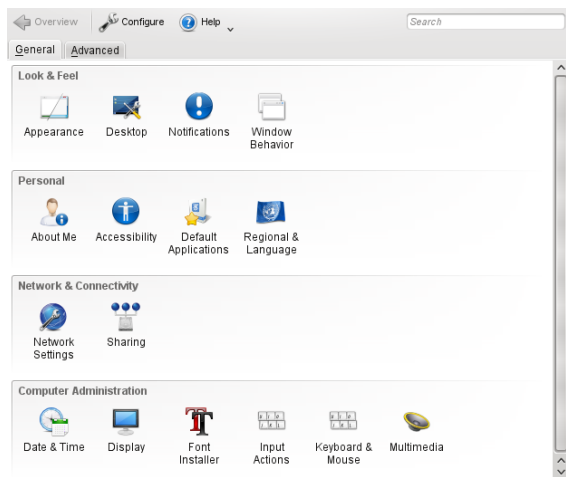 Overview Configure Help Search
General Advanced
Look & Feel
Appearance Desktop Notifications Window
Behavior
Personal
About Me Accessibility Default Regional &
Applications Language
Network & Connectivity
Network Sharing
Settings
Computer Administration
Date & Time Display Font Input Keyboard & Multimedia
Installer Actions Mouse